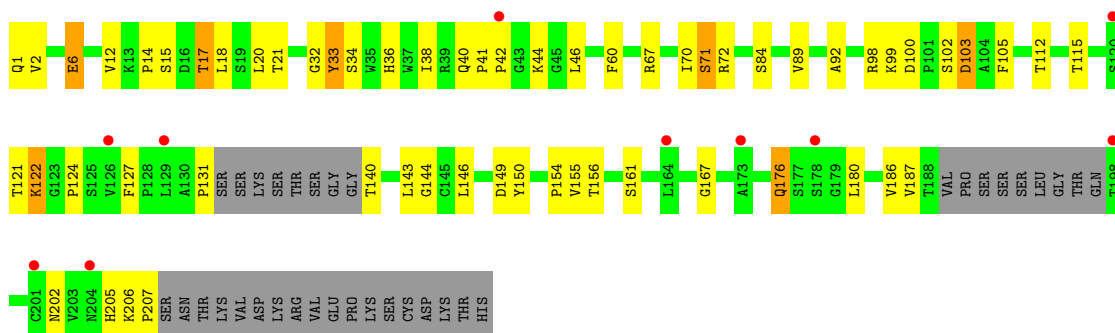 Q1 V2 E6 V12 K13 P14 S15 D16 T17 L18 S19 L20 T21 G32 Y33 S34 W35 H36 W37 I38 R39 Q40 P41 P42 G43 K44 G45 L46 F60 R67 I70 S71 R72 S84 V89 A92 R98 K99 D100 P101 S102 D103 A104 F105 T112 T115 S120
T121 K122 G123 P124 S125 V126 F127 P128 L129 A130 P131 SER SER LYS SER THR SER GLY GLY T140 L143 G144 C145 L146 D149 Y150 P154 V155 T156 S161 L164 G167 A173 Q176 S177 S178 G179 L180 V186 V187 T188 VAL PRO SER SER SER LEU GLY THR GLN T198
C201 N202 V203 N204 H205 K206 P207 SER ASN THR LYS VAL ASP LYS ARG VAL GLU PRO LYS SER CYS ASP LYS THR HIS